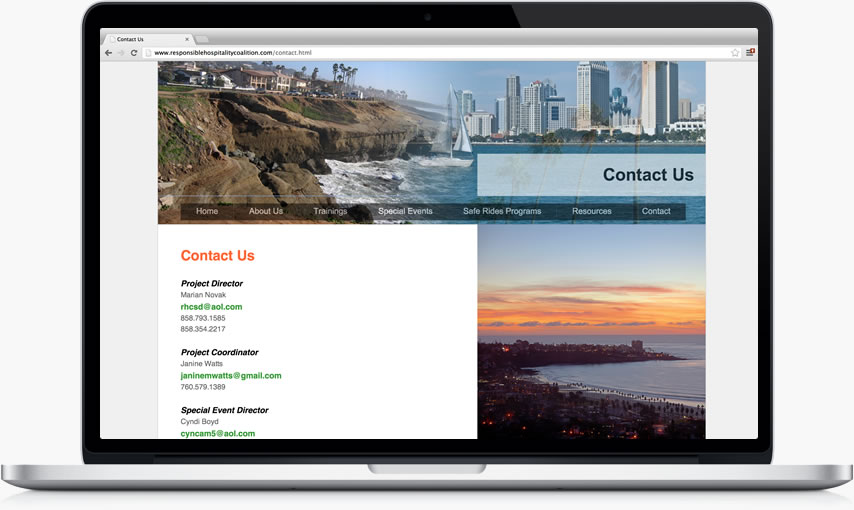 Contact Us
www.responsiblehospitalitycoalition.com/contact.html
Contact Us
Home About Us Trainings Special Events Safe Rides Programs Resources Contact
Contact Us
Project Director
Marian Novak
rhcsd@aol.com
858.793.1585
858.354.2217
Project Coordinator
Janine Watts
janinemwatts@gmail.com
760.579.1389
Special Event Director
Cyndi Boyd
cyncam5@aol.com